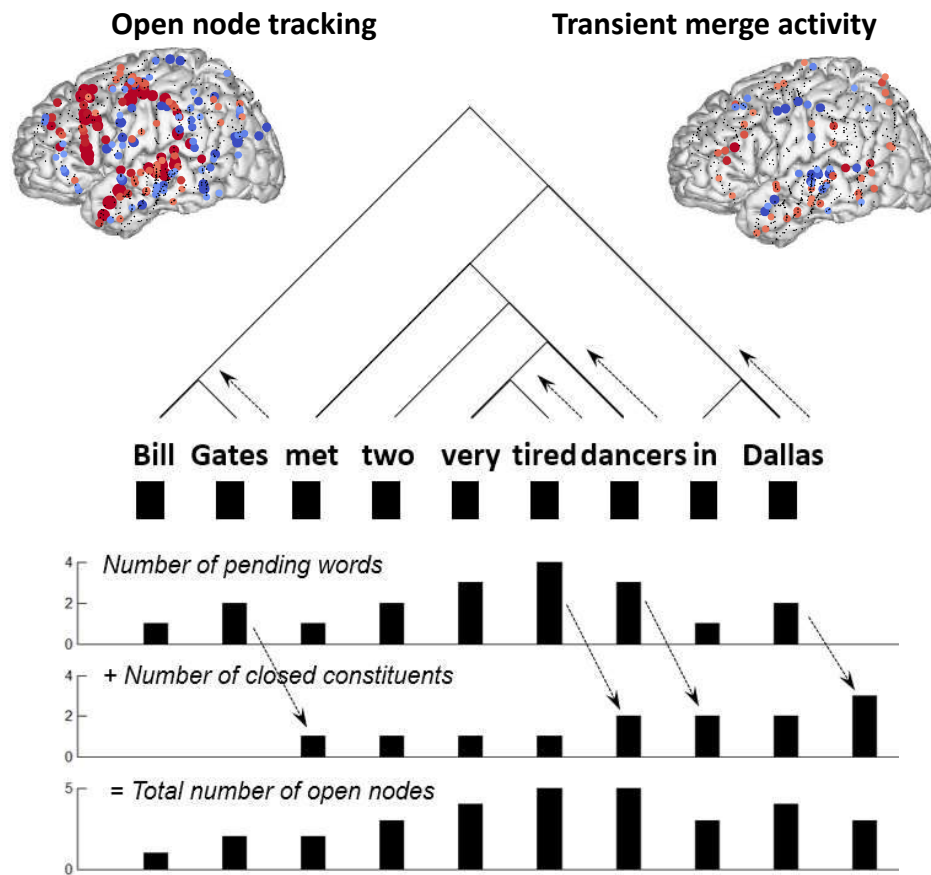 Open node tracking
Transient merge activity
Bill Gates met two very tired dancers in Dallas
4
Number of pending words
2
0
4
+ Number of closed constituents
2
0
5
= Total number of open nodes
0